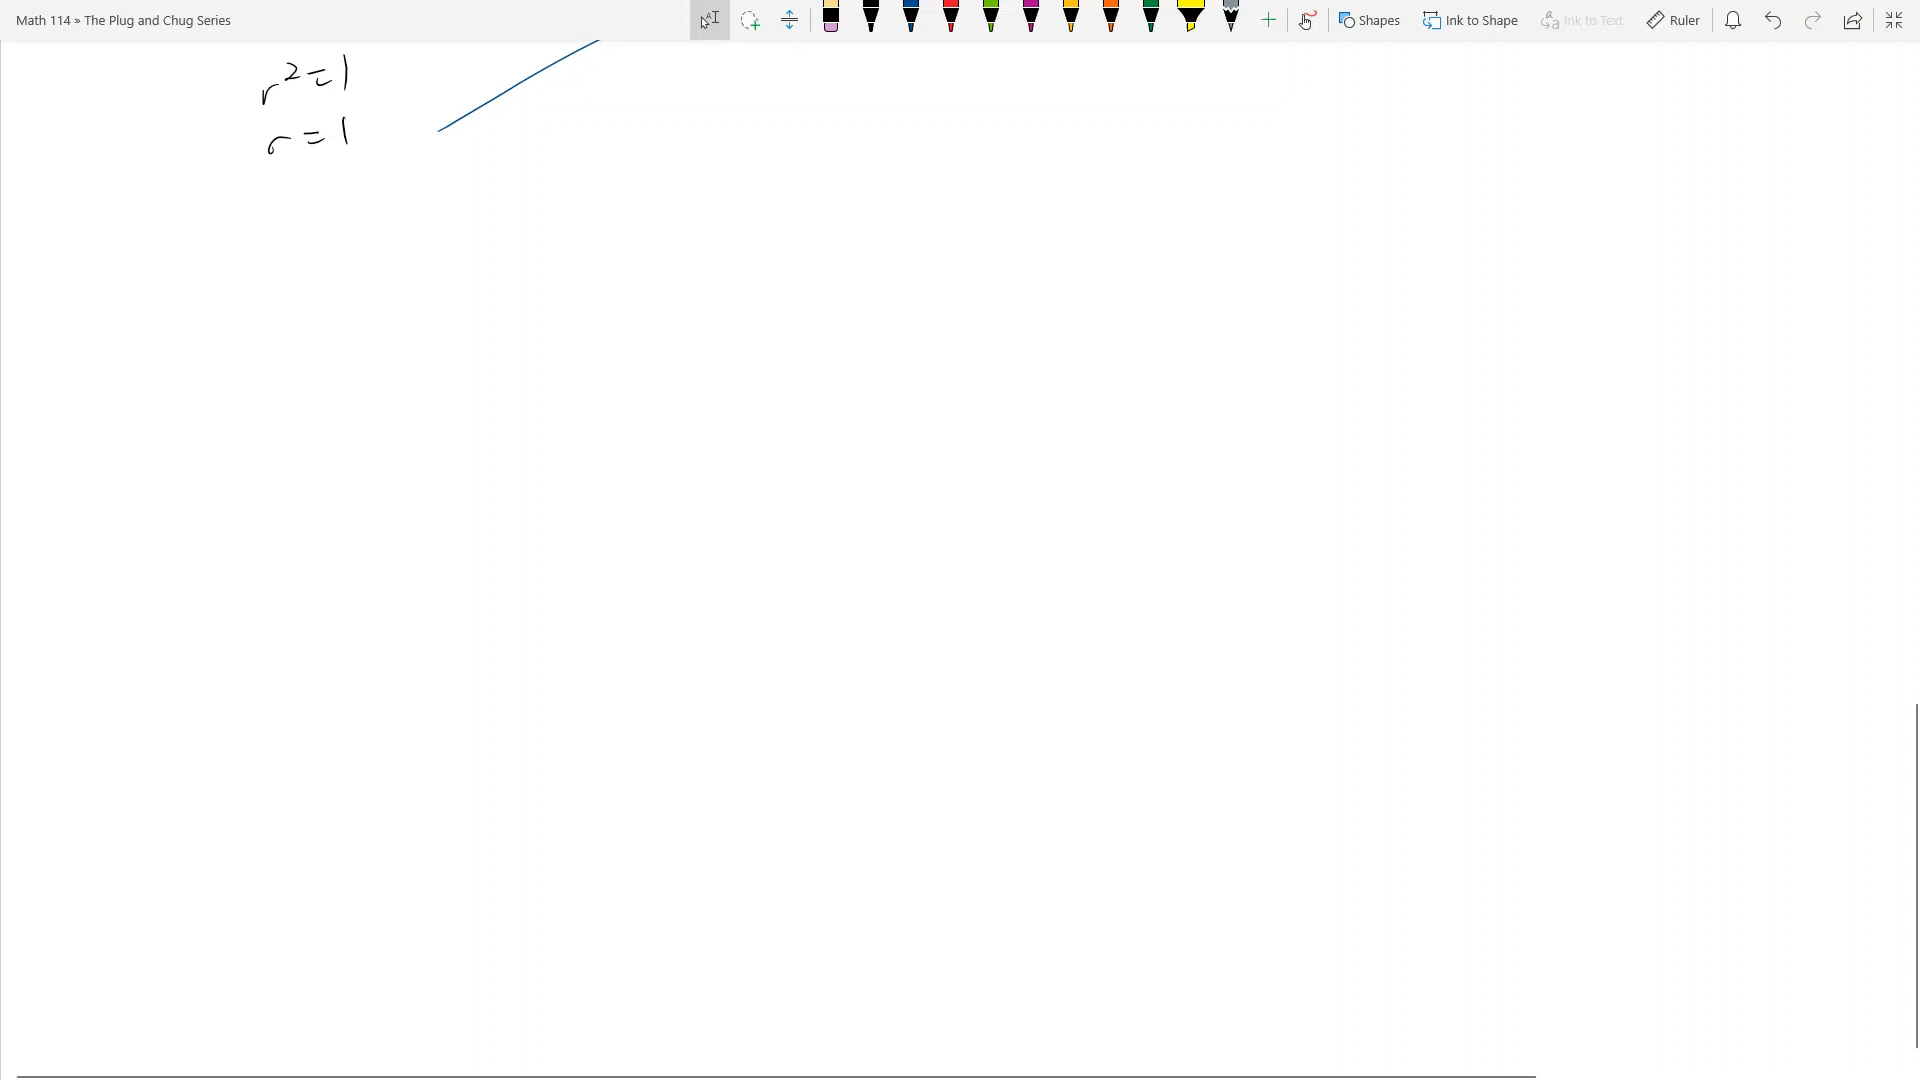 Math 114 » The Plug and Chug Series
Shapes
Ink to Shape
Ink to Text
Ruler
r² = 1
r = 1